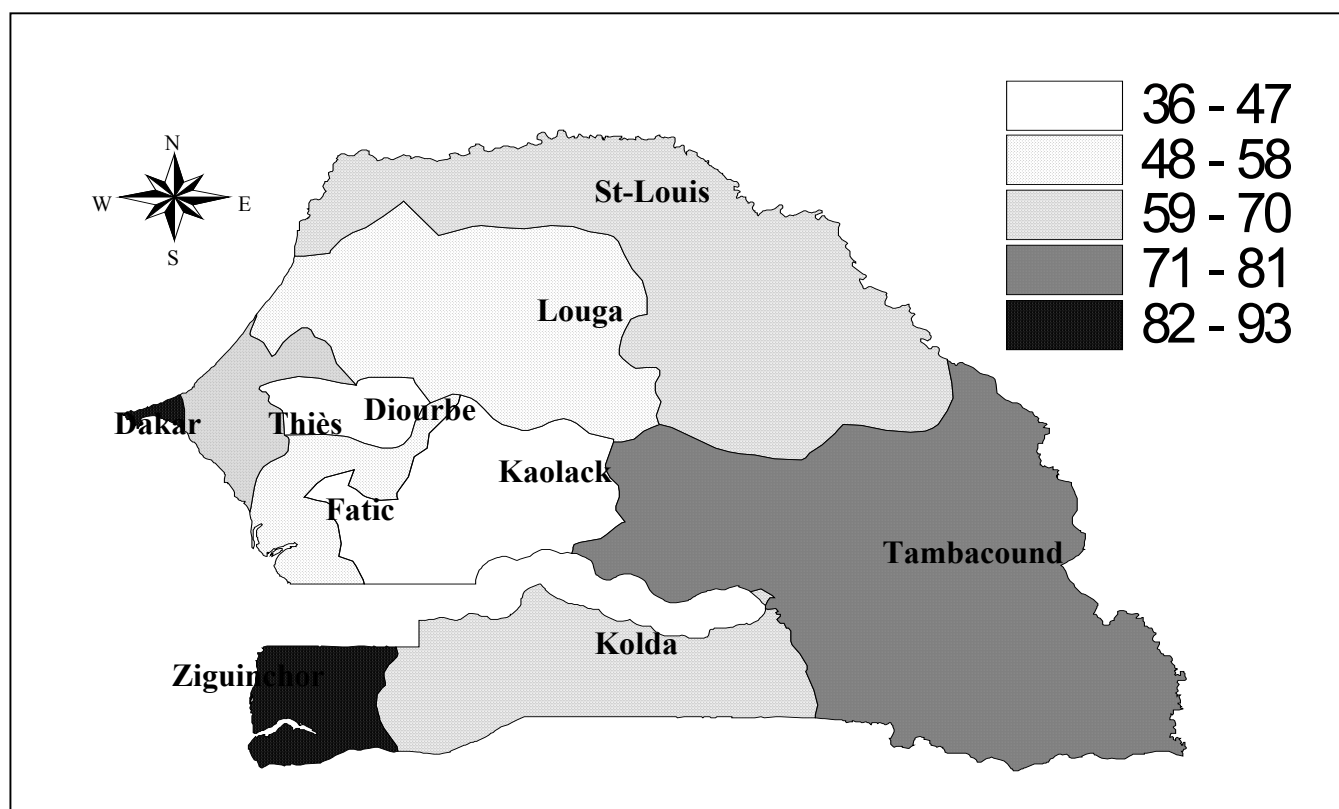 36 - 47
48 - 58
59 - 70
71 - 81
82 - 93
N
W E
S
St-Louis
Louga
Dakar
Thiès
Diourbe
Kaolack
Fatic
Tambacound
Kolda
Ziguinchor